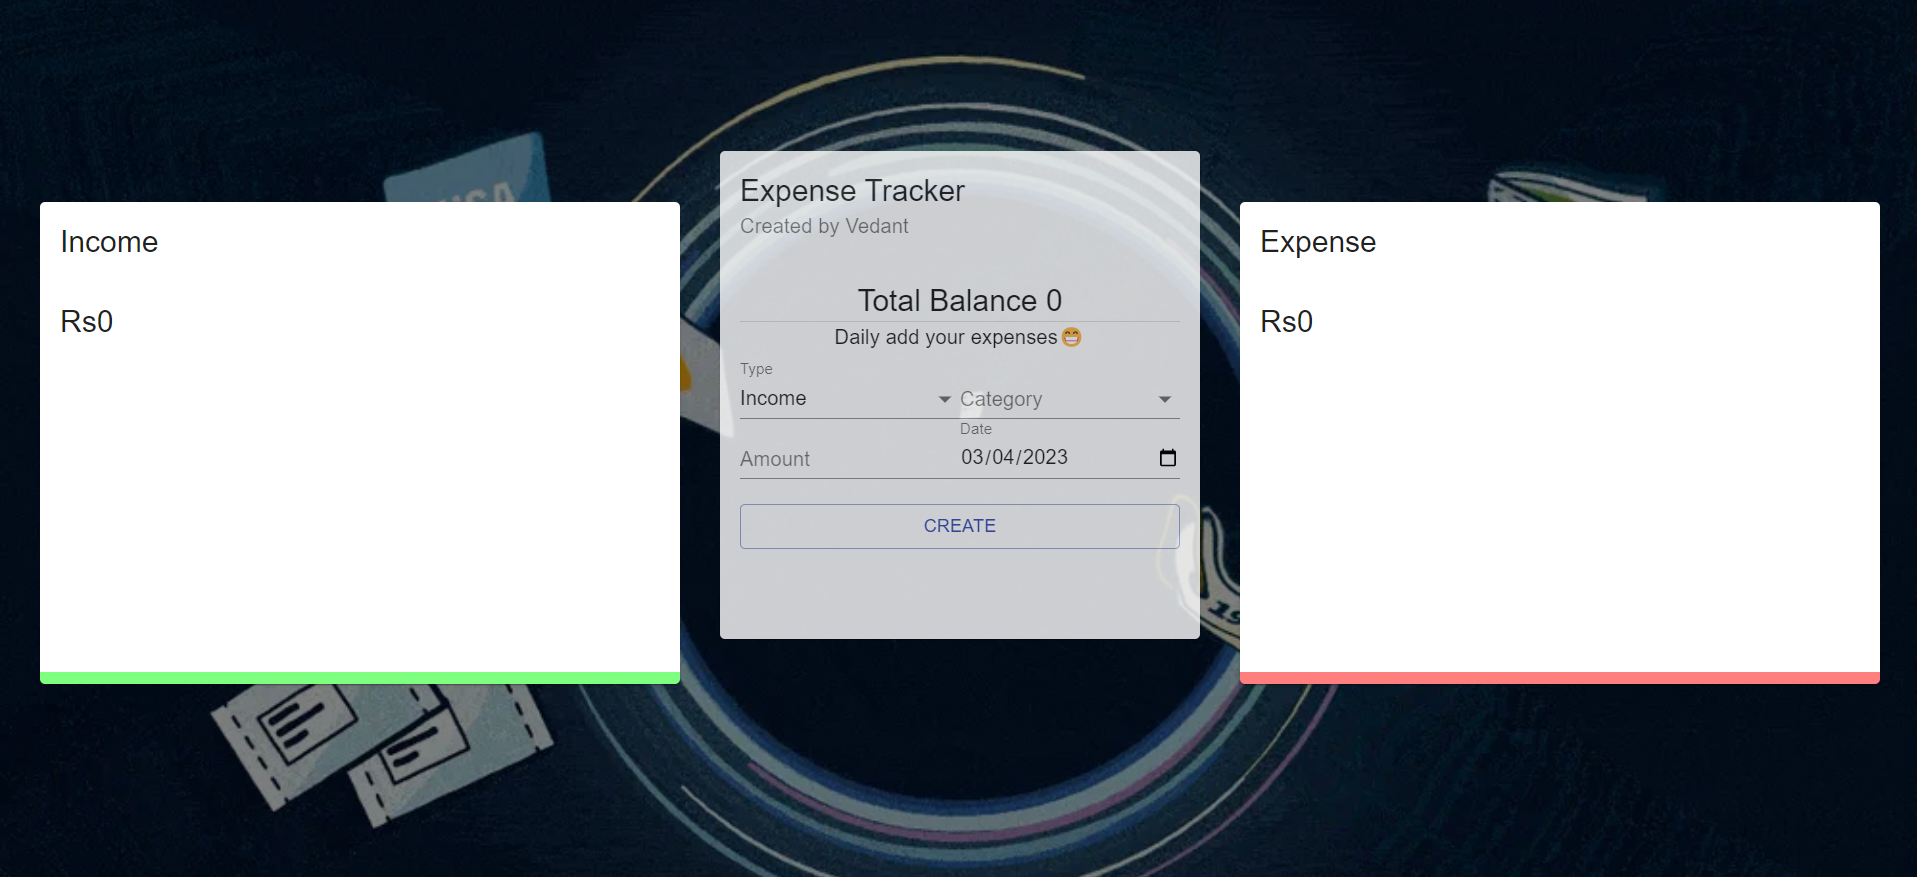 Income
Rs0
Expense Tracker
Created by Vedant
Total Balance 0
Daily add your expenses😁
Type
Income
Category
Amount
Date
03/04/2023
CREATE
Expense
Rs0
19